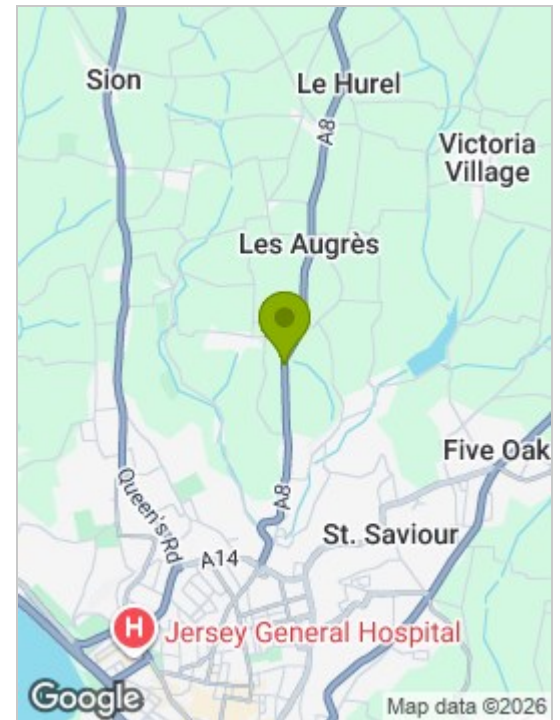 Sion
Le Hurel
A8
Victoria
Village
Les Augrès
Five Oak
Queen's Rd
A8
St. Saviour
A14
H
Jersey General Hospital
Google
Map data ©2026